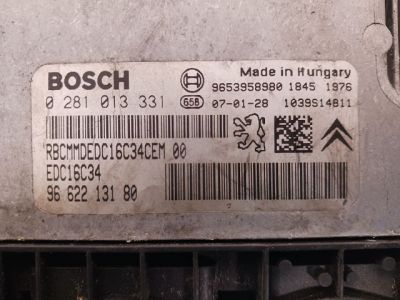 BOSCH
Made in Hungary
9653958980 1845 1976
0 281 013 331 G5B 07-01-28 1039S14811
RBCMMDEDC16C34CEM 00
EDC16C34
96 622 131 80